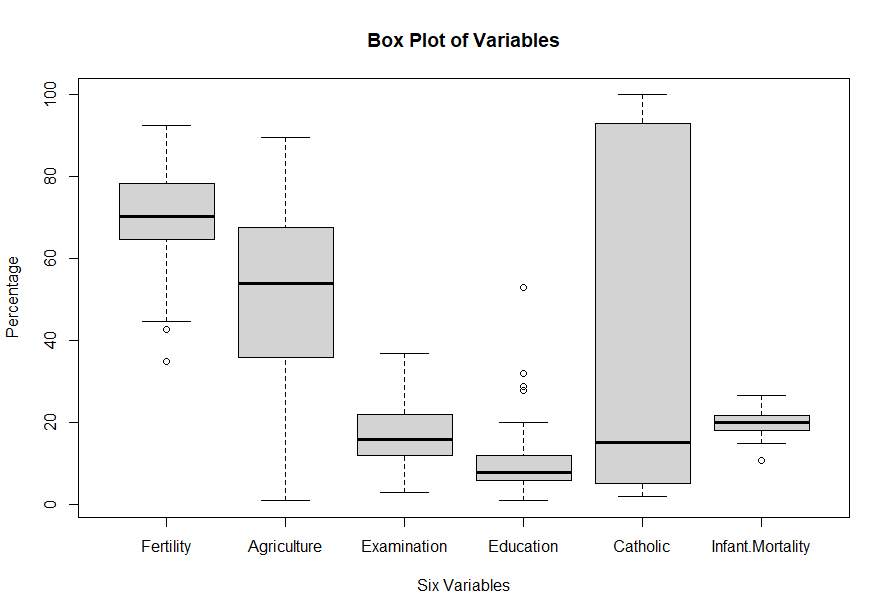 Box Plot of Variables
Percentage
100
80
60
40
20
0
Fertility Agriculture Examination Education Catholic Infant.Mortality
Six Variables